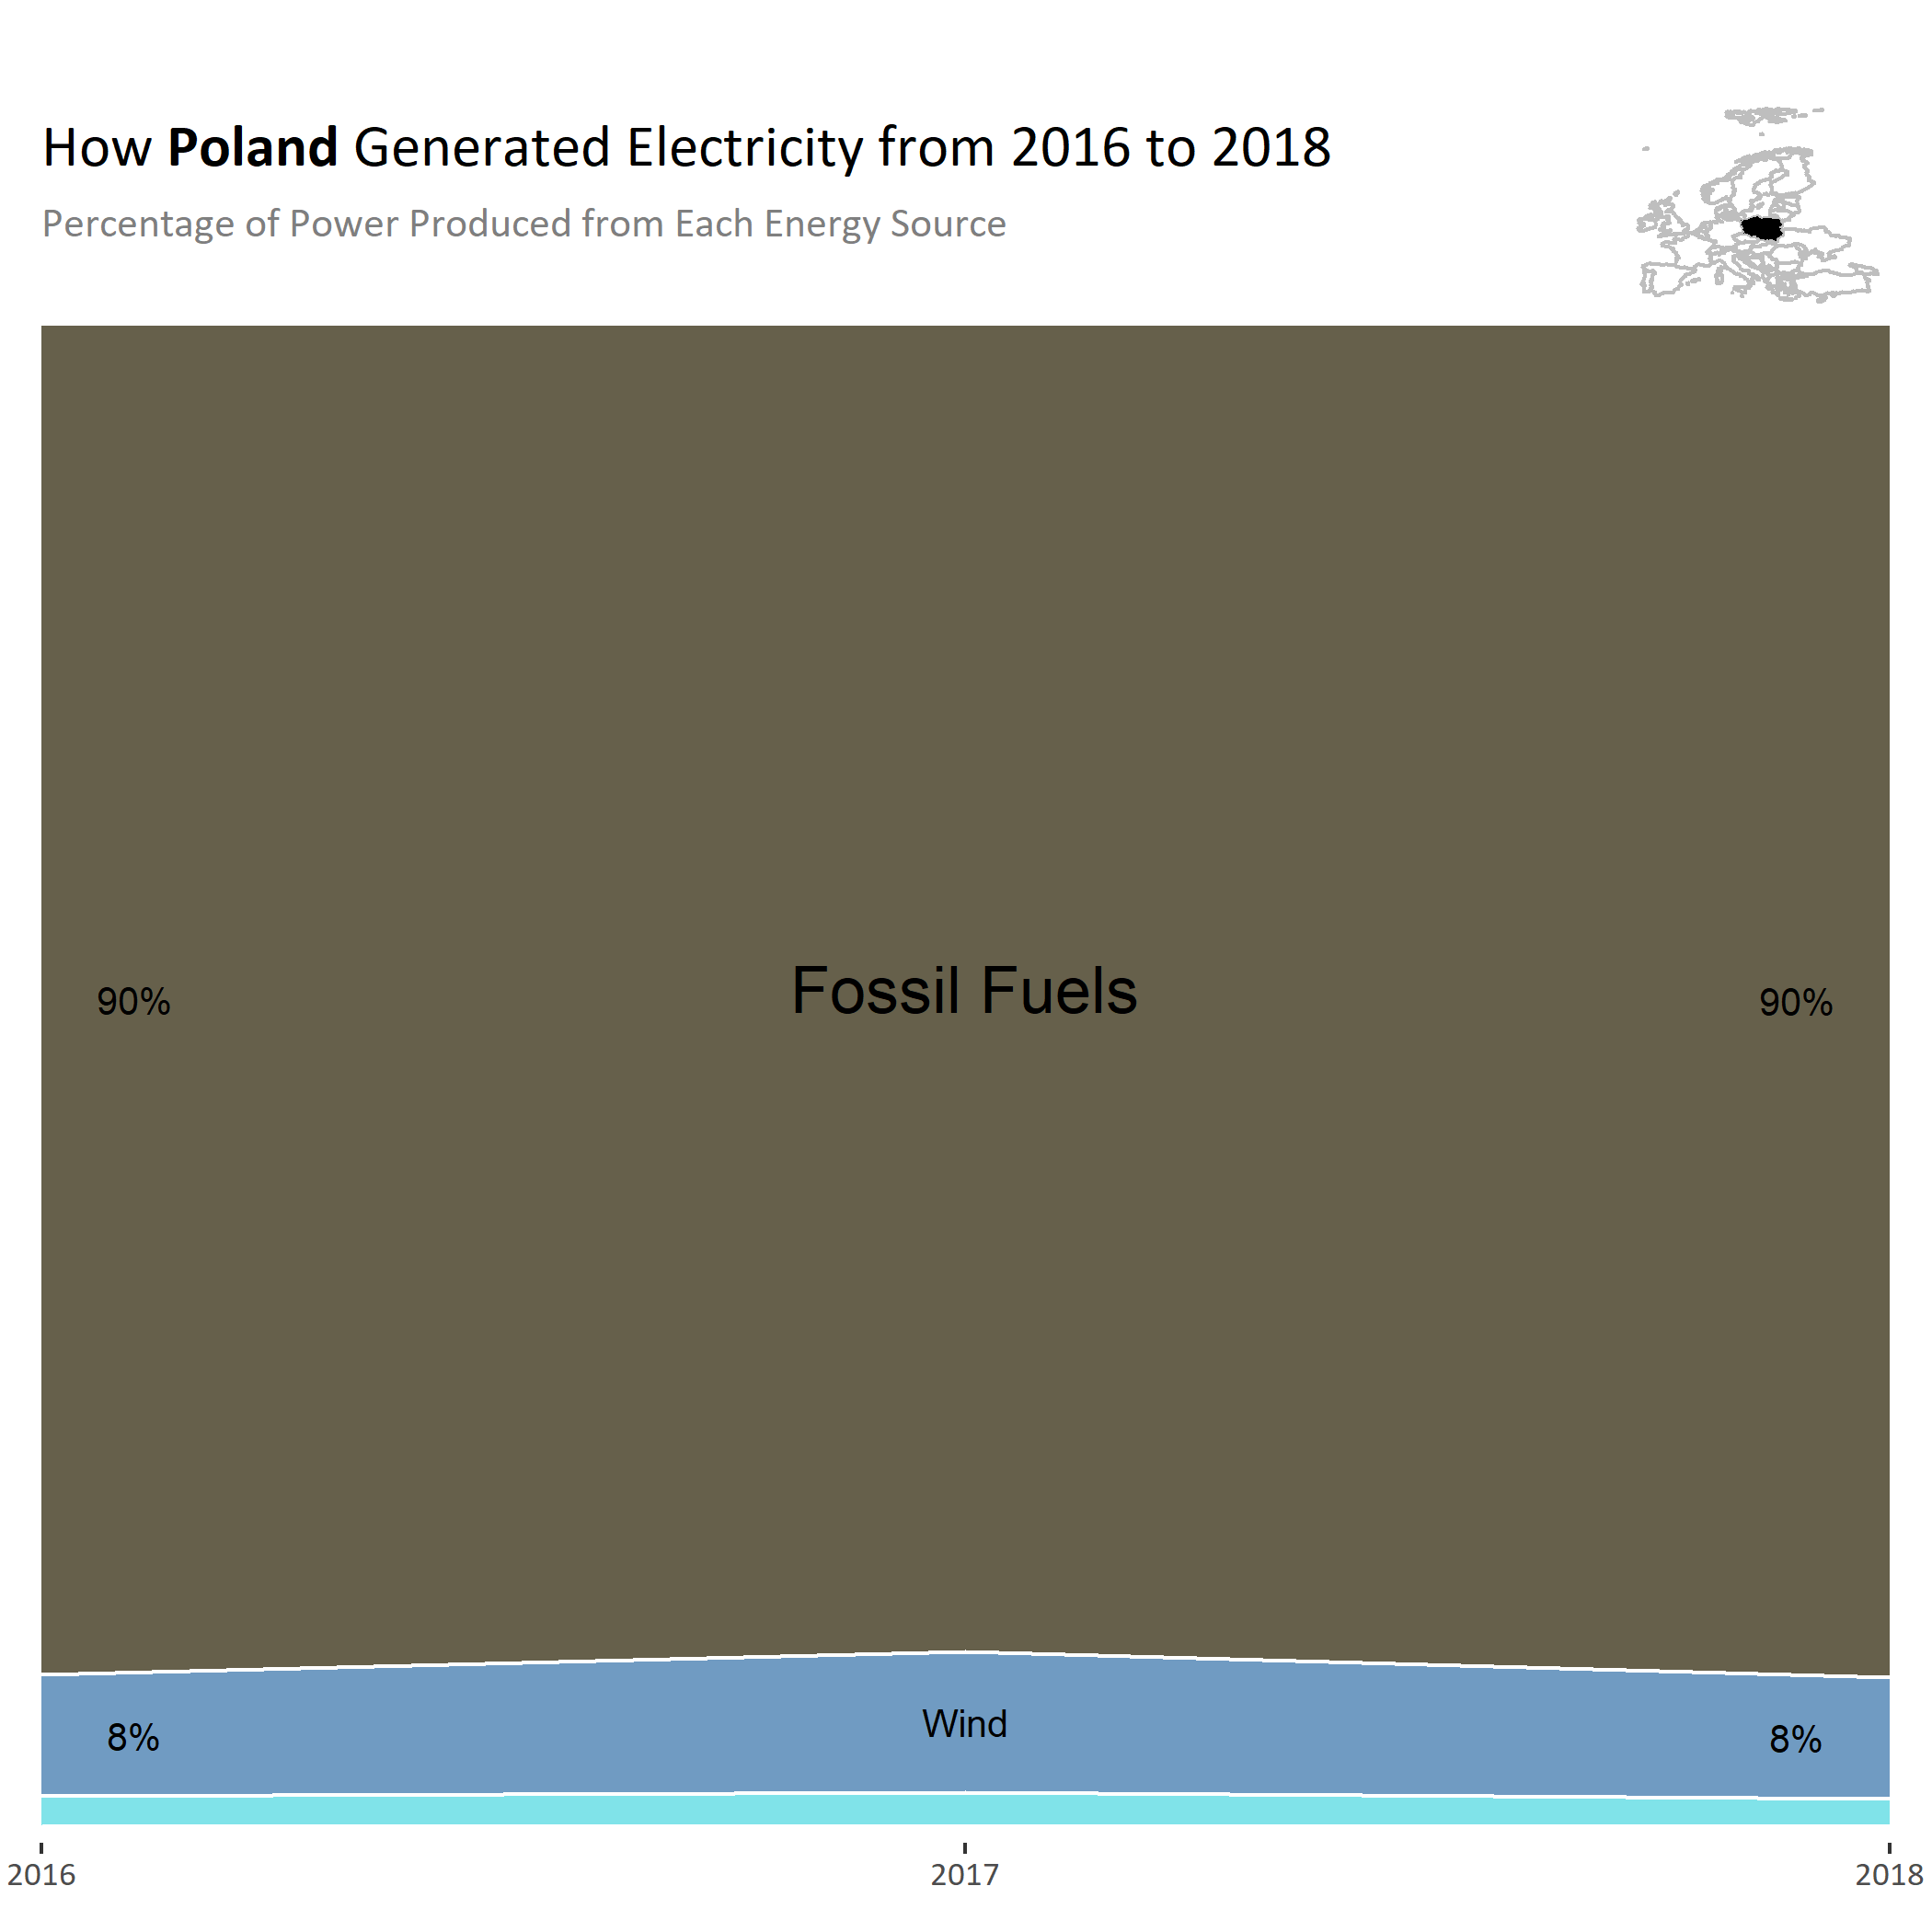 How Poland Generated Electricity from 2016 to 2018
Percentage of Power Produced from Each Energy Source
90%
Fossil Fuels
90%
8%
Wind
8%
2016
2017
2018